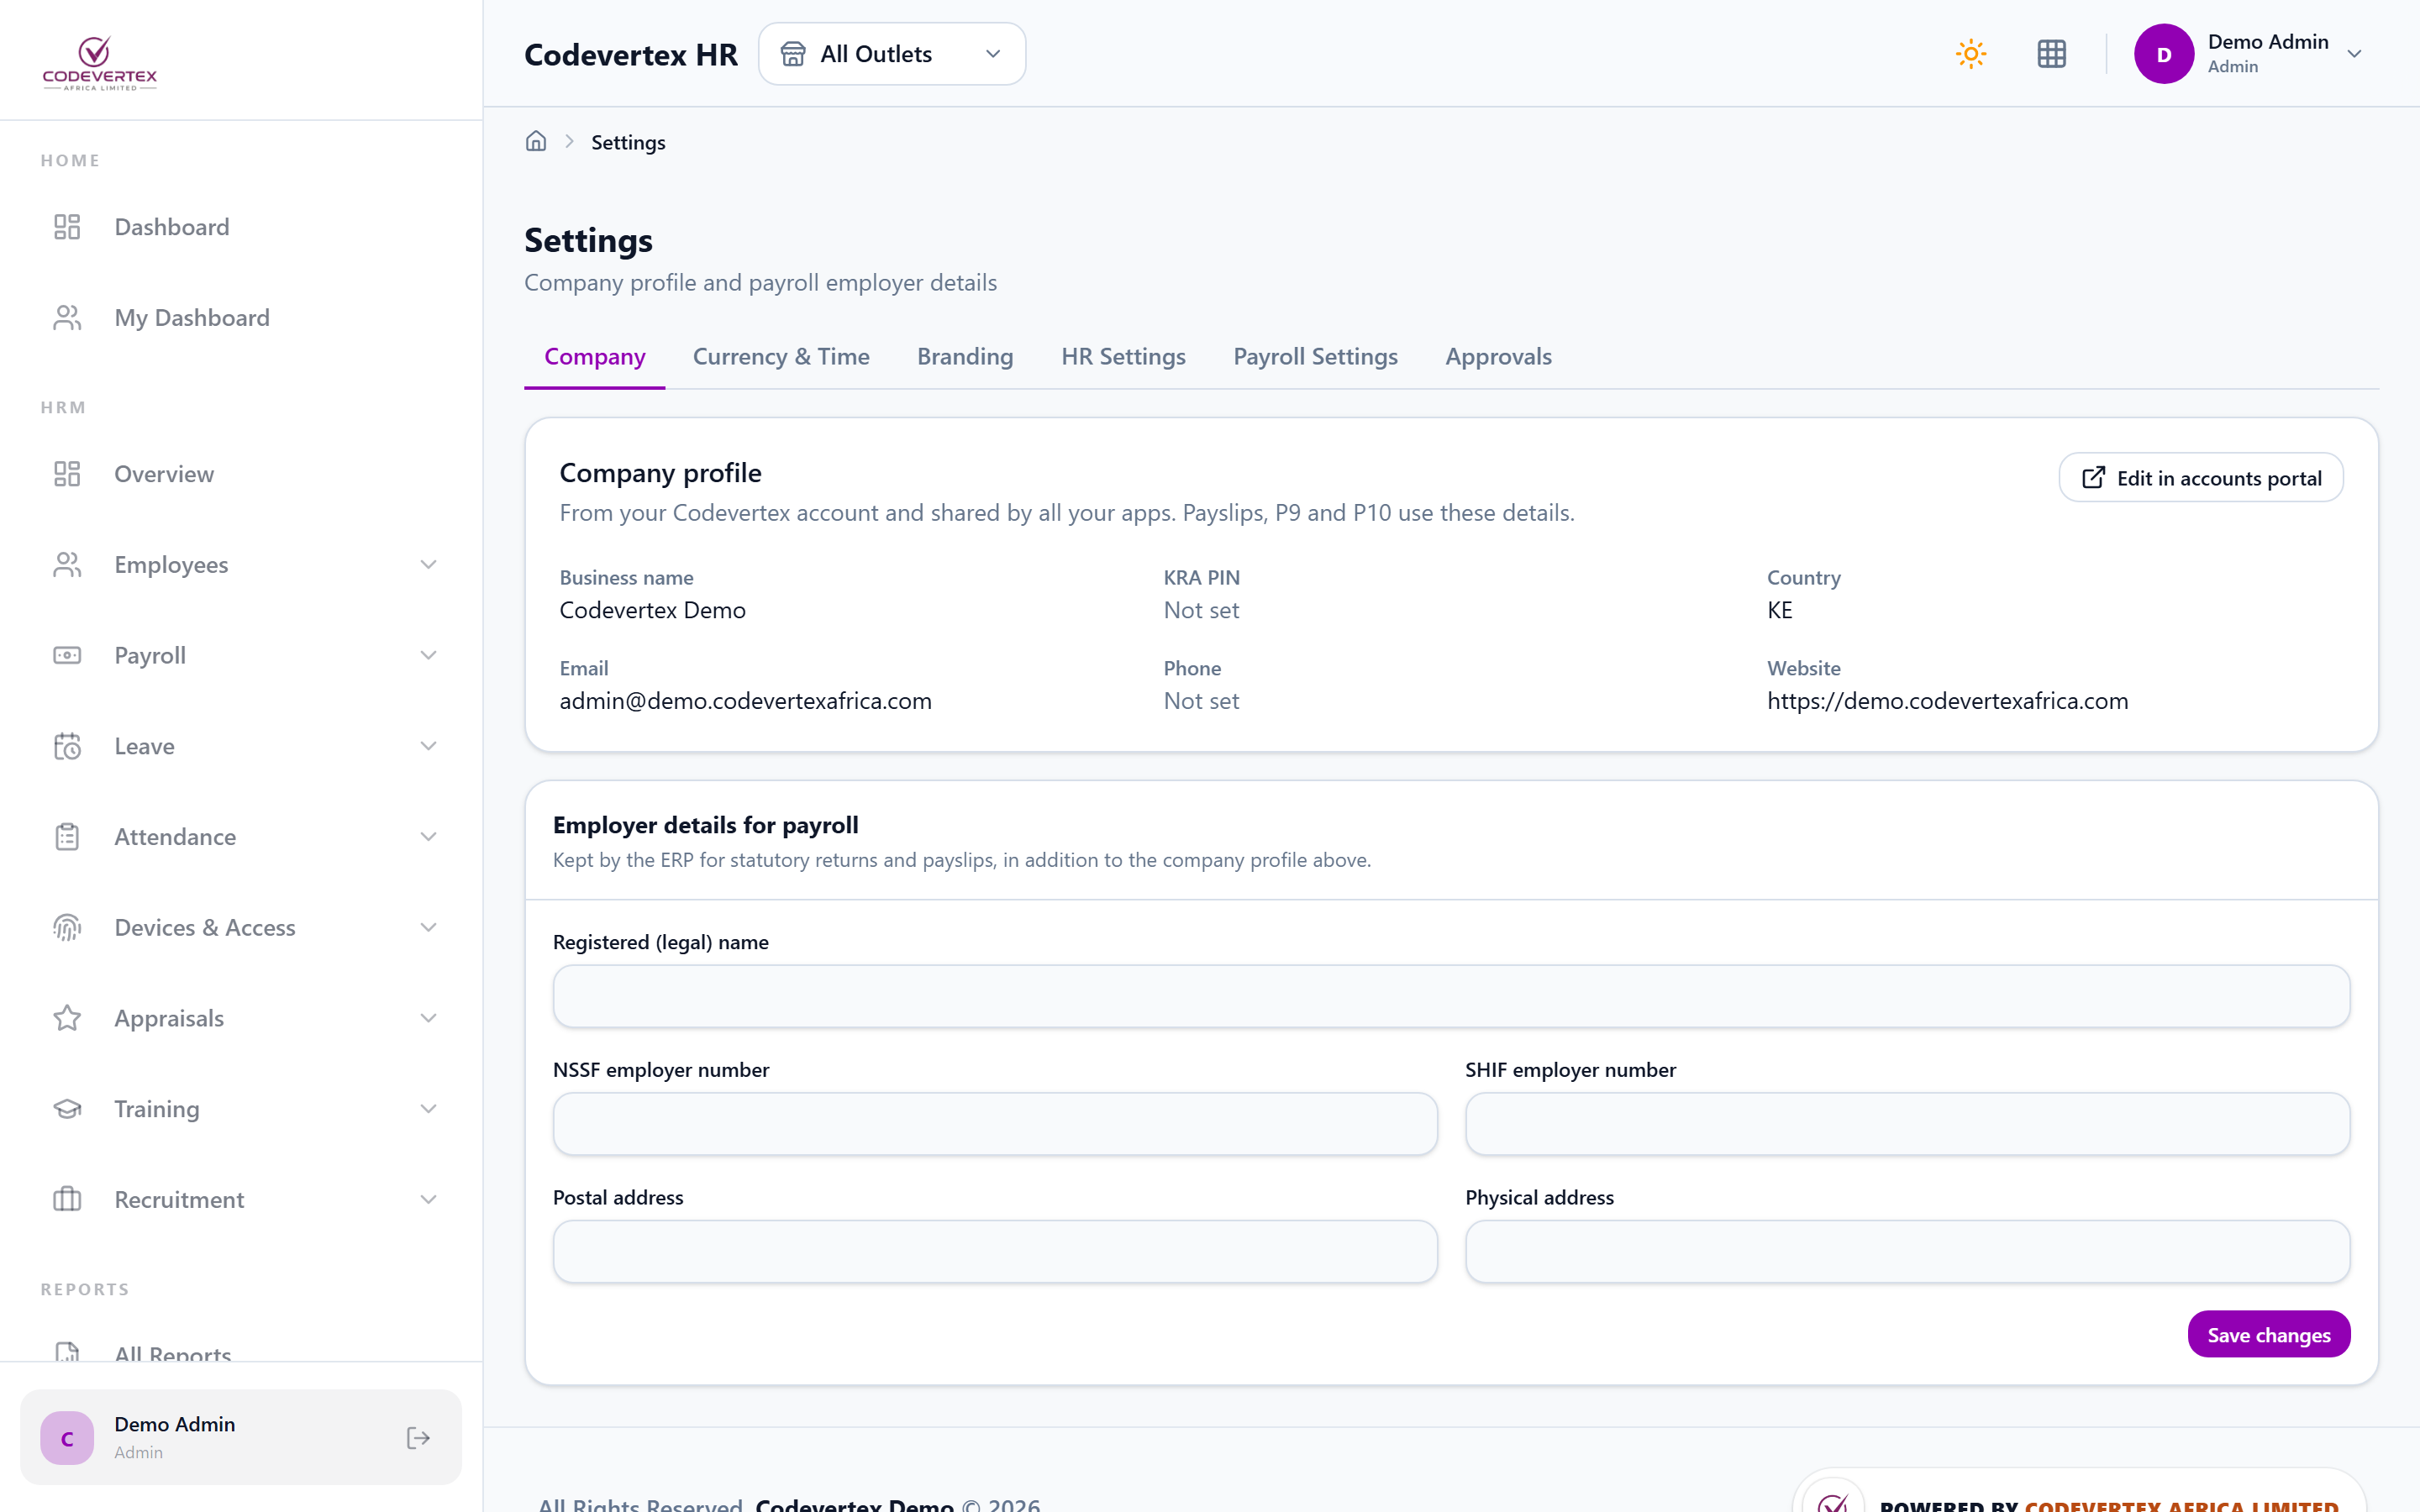 CODEVERTEX
AFRICA LIMITED
HOME
Dashboard
My Dashboard
HRM
Overview
Employees
Payroll
Leave
Attendance
Devices & Access
Appraisals
Training
Recruitment
REPORTS
All Reports
C
Demo Admin
Admin
Codevertex HR
All Outlets
D
Demo Admin
Admin
Settings
Settings
Company profile and payroll employer details
Company
Currency & Time
Branding
HR Settings
Payroll Settings
Approvals
Company profile
Edit in accounts portal
From your Codevertex account and shared by all your apps. Payslips, P9 and P10 use these details.
Business name
Codevertex Demo
KRA PIN
Not set
Country
KE
Email
admin@demo.codevertexafrica.com
Phone
Not set
Website
https://demo.codevertexafrica.com
Employer details for payroll
Kept by the ERP for statutory returns and payslips, in addition to the company profile above.
Registered (legal) name
NSSF employer number
SHIF employer number
Postal address
Physical address
Save changes
All Rights Reserved. Codevertex Demo © 2026
POWERED BY CODEVERTEX AFRICA LIMITED